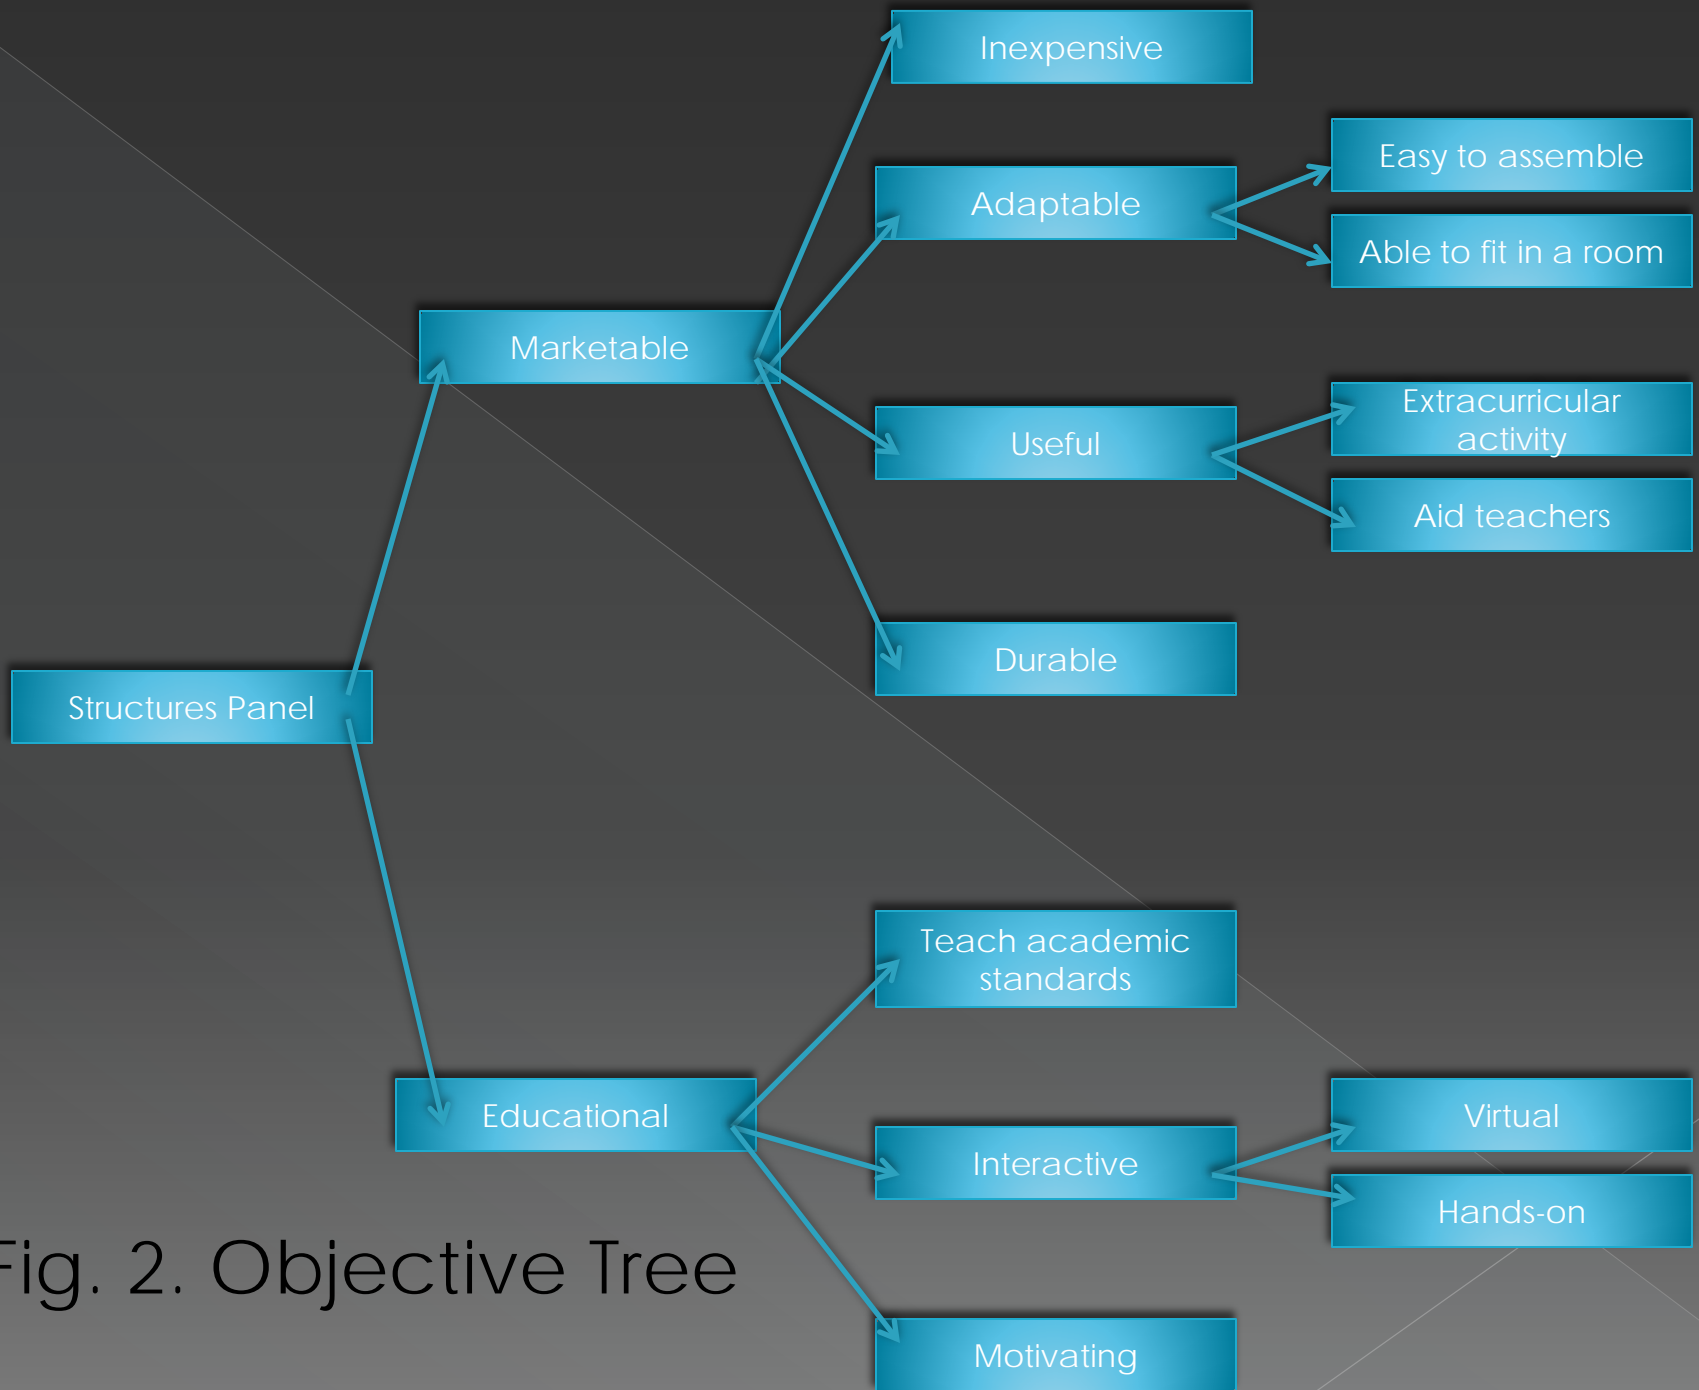 Inexpensive
Easy to assemble
Adaptable
Able to fit in a room
Marketable
Extracurricular
activity
Useful
Aid teachers
Durable
Structures Panel
Teach academic
standards
Virtual
Educational
Interactive
Hands-on
Fig. 2. Objective Tree
Motivating